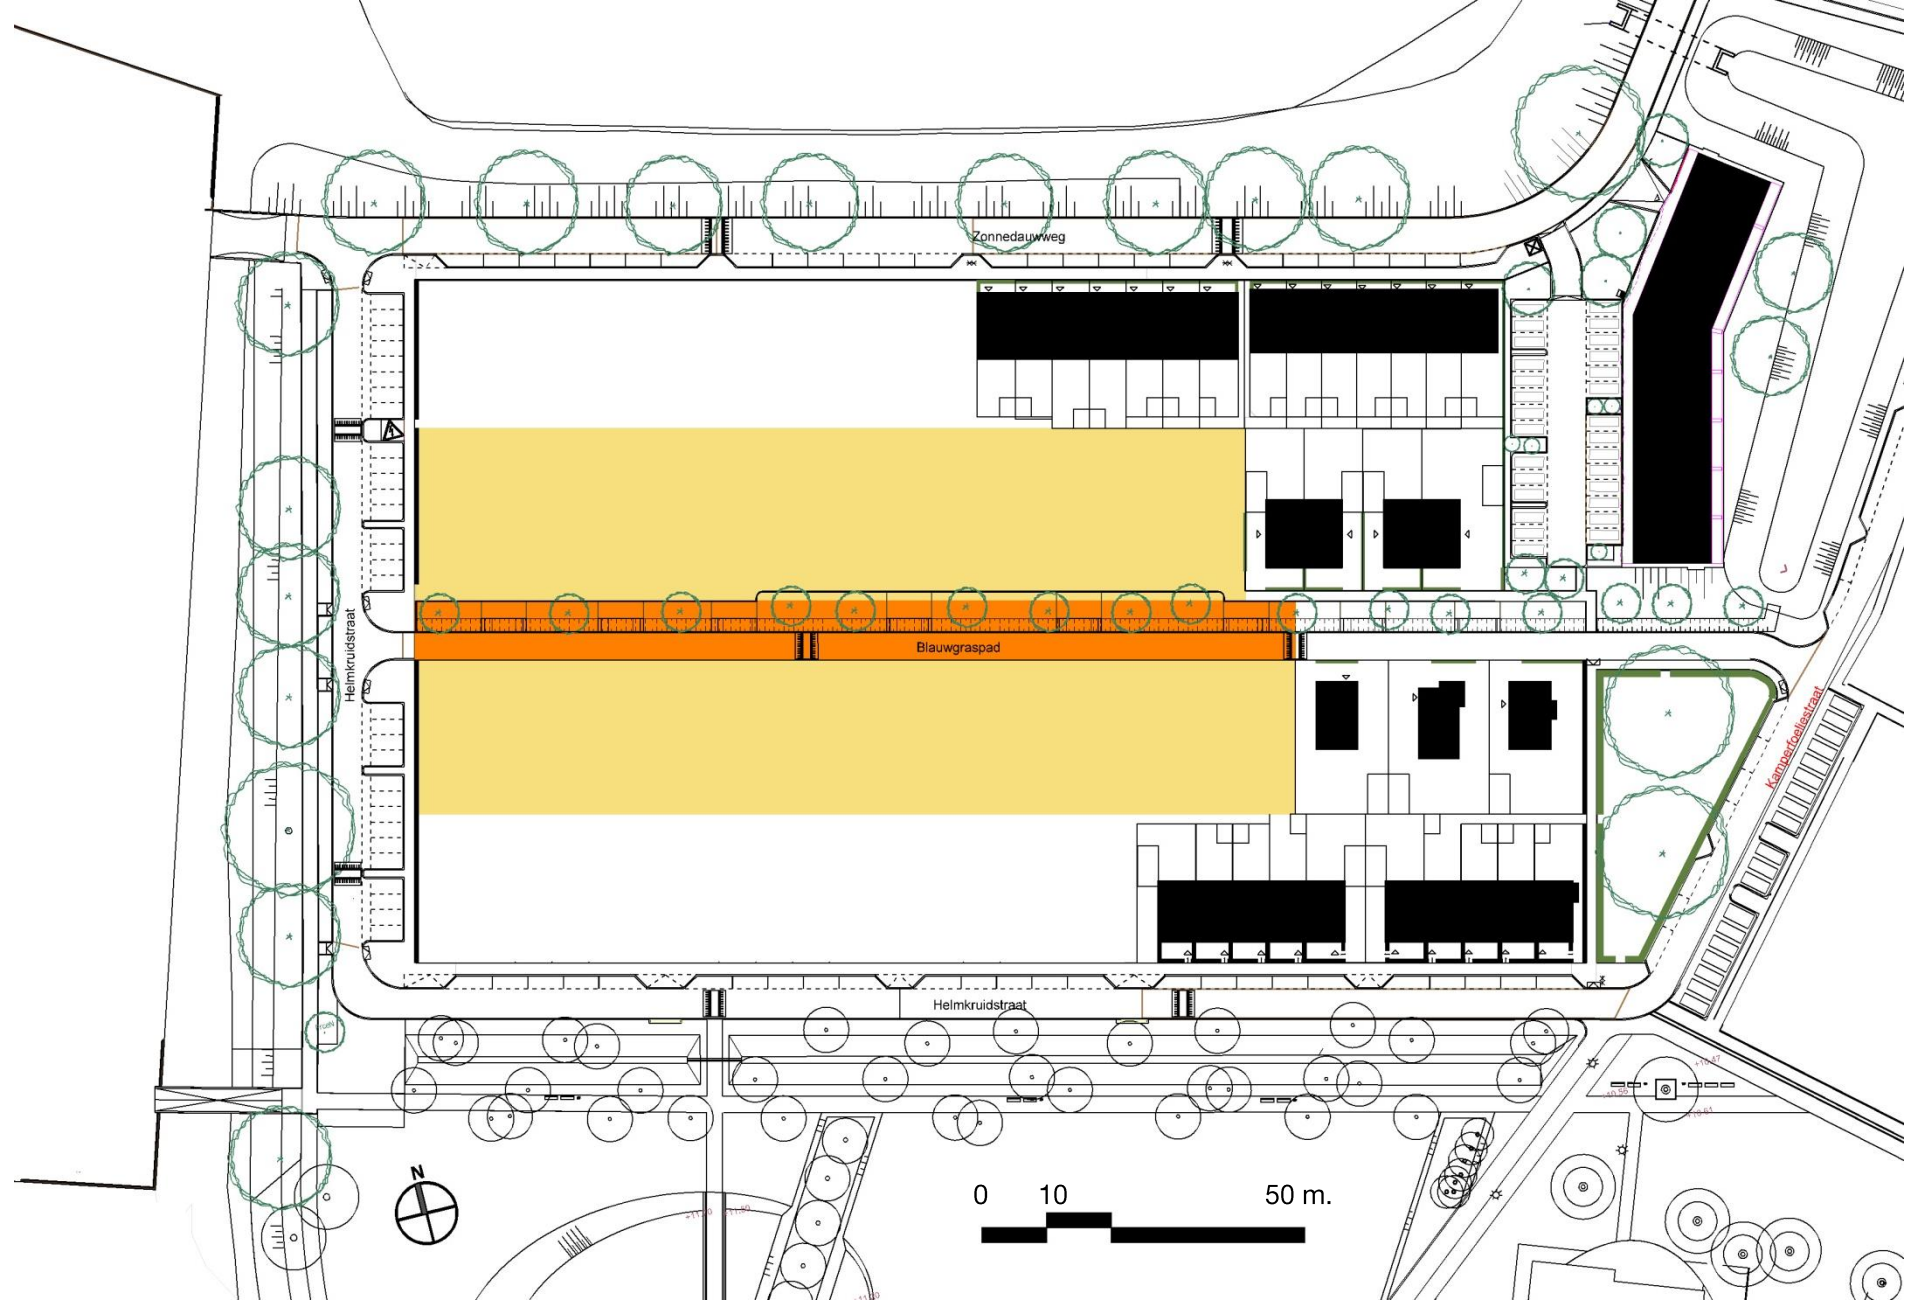 Zonnedauwweg
Helmkruidstraat
Blauwgraspad
Kamperfoeliestraat
Helmkruidstraat
N
0 10 50 m.